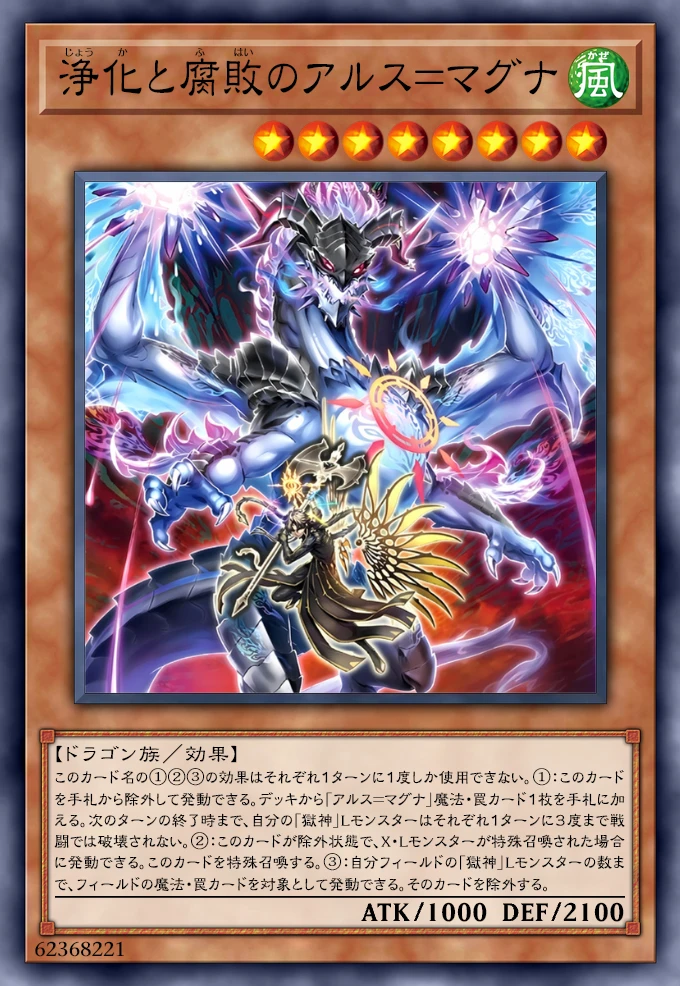 じょう か ふ はい
浄化と腐敗のアルス＝マグナ
かぜ
風
【ドラゴン族／効果】
このカード名の①②③の効果はそれぞれ1ターンに1度しか使用できない。①：このカード
を手札から除外して発動できる。デッキから「アルス＝マグナ」魔法・罠カード1枚を手札に加
える。次のターンの終了時まで、自分の「獄神」Lモンスターはそれぞれ1ターンに3度まで戦
闘では破壊されない。②：このカードが除外状態で、X・Lモンスターが特殊召喚された場合
に発動できる。このカードを特殊召喚する。③：自分フィールドの「獄神」Lモンスターの数ま
で、フィールドの魔法・罠カードを対象として発動できる。そのカードを除外する。
ATK/1000 DEF/2100
62368221